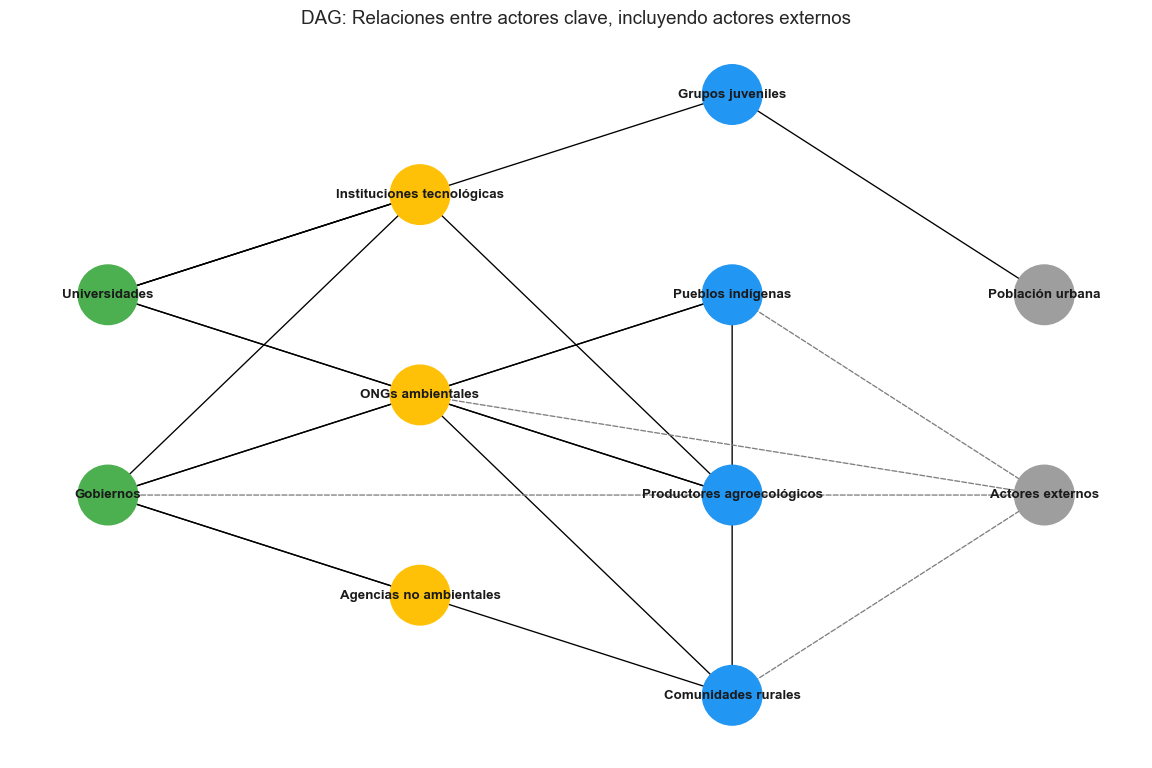 DAG: Relaciones entre actores clave, incluyendo actores externos
Grupos juveniles
Instituciones tecnológicas
Universidades
Pueblos indígenas
Población urbana
ONGs ambientales
Gobiernos
Productores agroecológicos
Actores externos
Agencias no ambientales
Comunidades rurales